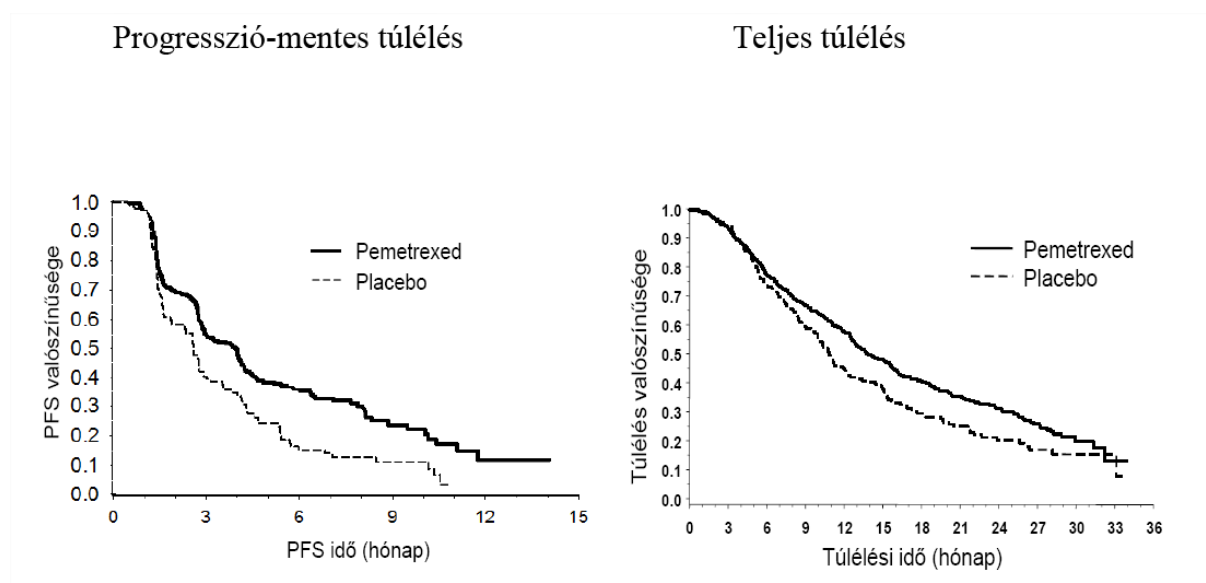 Progresszió-mentes túlélés
Teljes túlélés
PFS valószínűsége
1.0
0.9
0.8
0.7
0.6
0.5
0.4
0.3
0.2
0.1
0.0
Pemetrexed
Placebo
0 3 6 9 12 15
PFS idő (hónap)
Túlélés valószínűsége
1.0
0.9
0.8
0.7
0.6
0.5
0.4
0.3
0.2
0.1
0.0
Pemetrexed
Placebo
0 3 6 9 12 15 18 21 24 27 30 33 36
Túlélési idő (hónap)